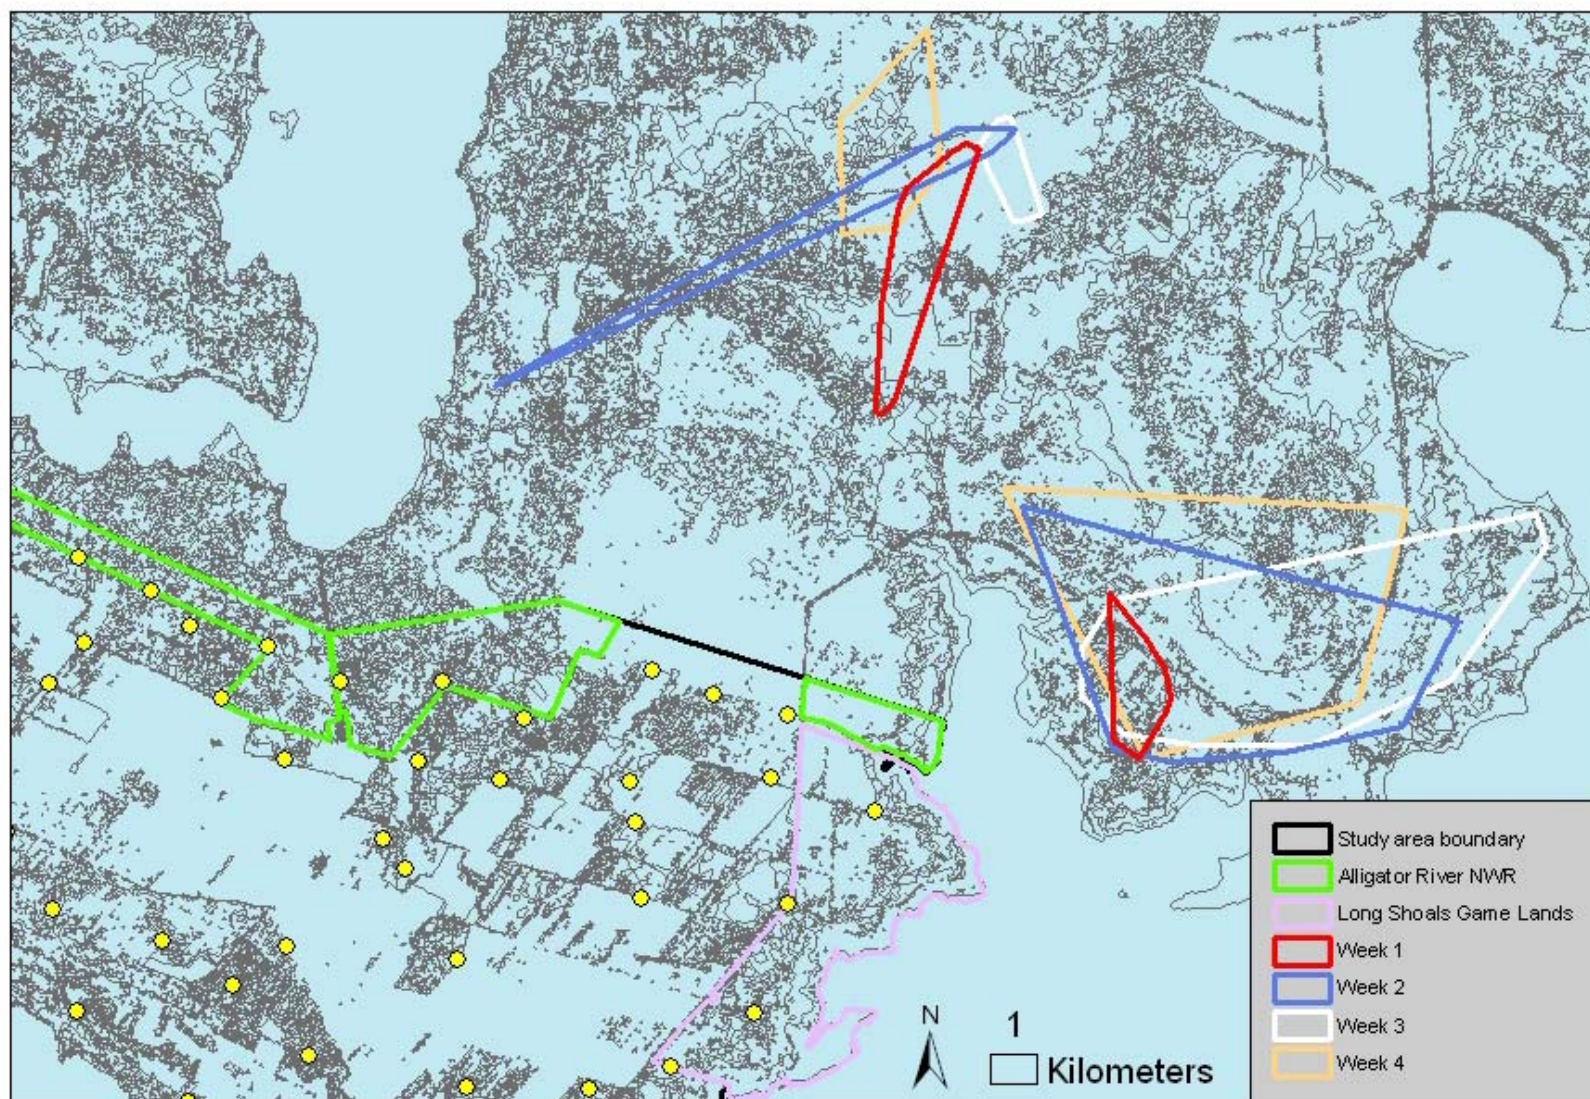 Study area boundary
Alligator River NWR
Long Shoals Game Lands
Week 1
Week 2
Week 3
Week 4
N
1
Kilometers